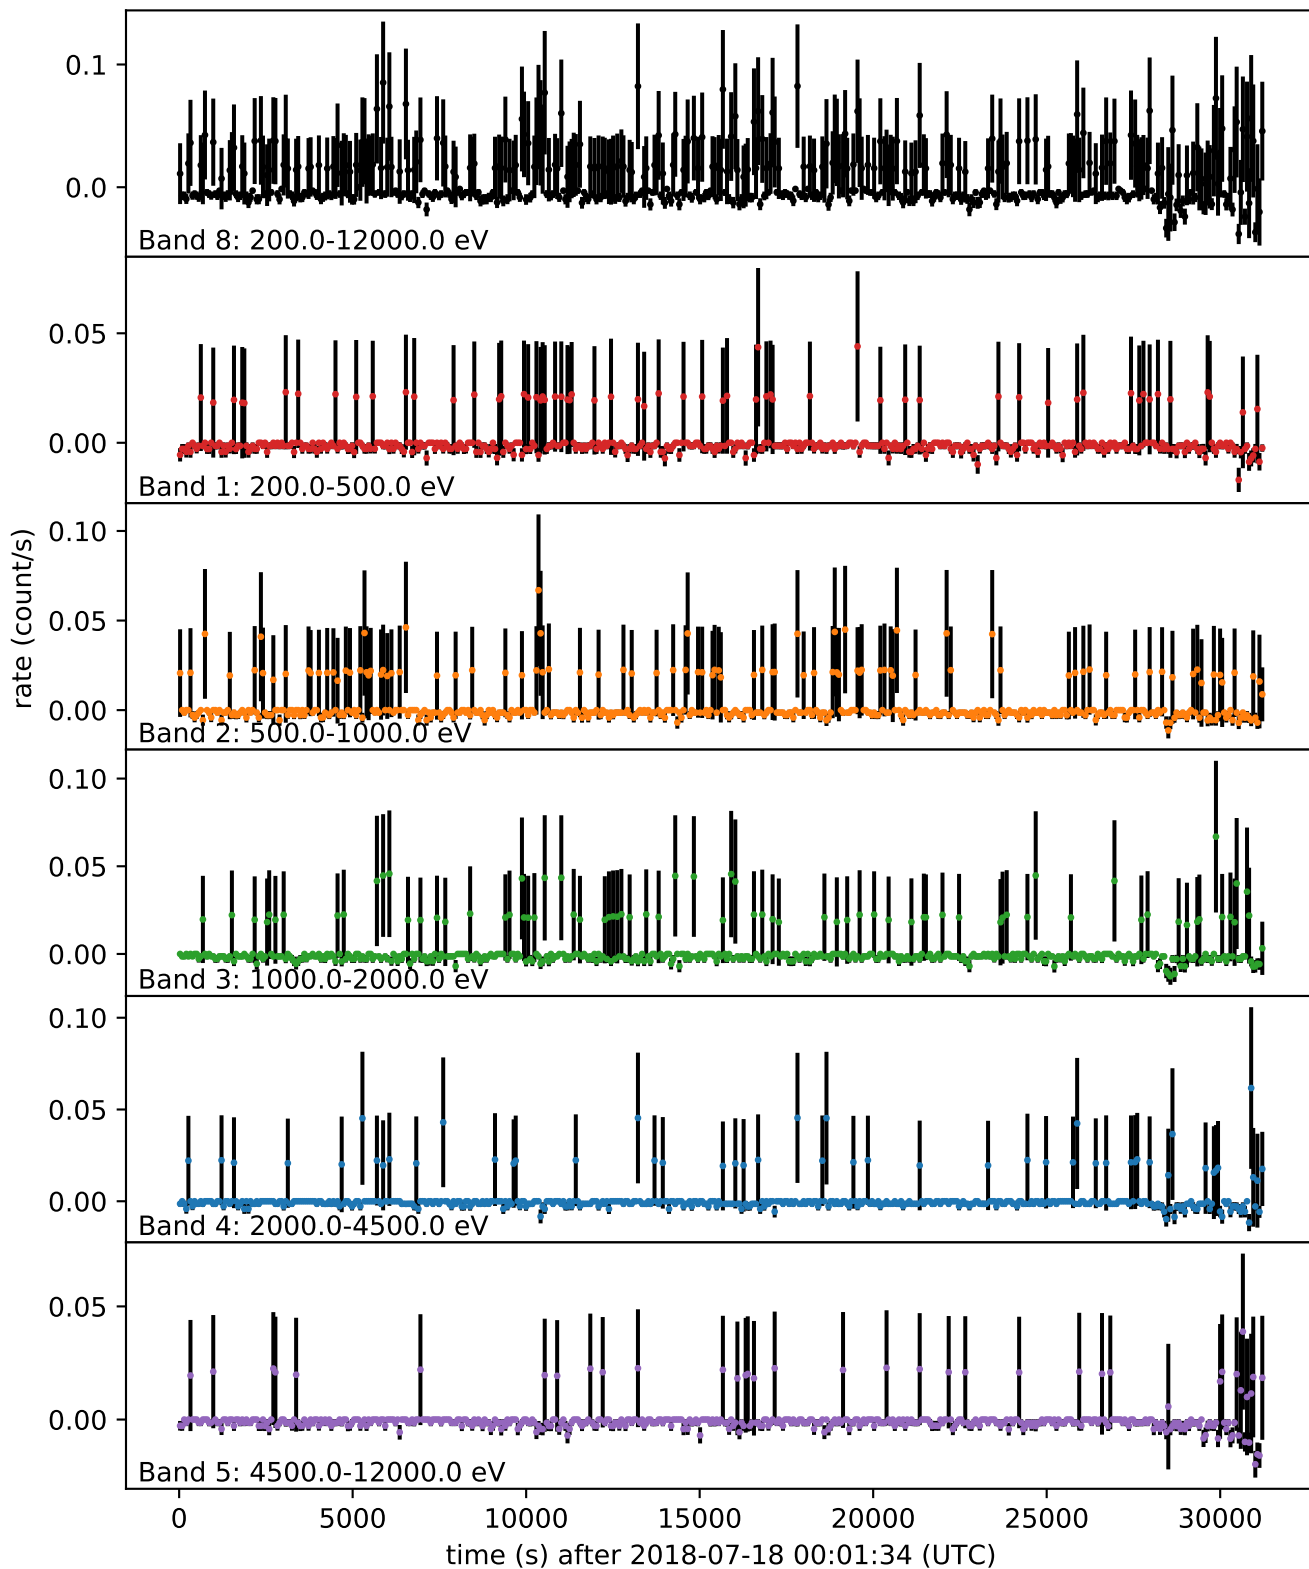 0.1
0.0
Band 8: 200.0-12000.0 eV
0.05
0.00
Band 1: 200.0-500.0 eV
rate (count/s)
0.10
0.05
0.00
Band 2: 500.0-1000.0 eV
0.10
0.05
0.00
Band 3: 1000.0-2000.0 eV
0.10
0.05
0.00
Band 4: 2000.0-4500.0 eV
0.05
0.00
Band 5: 4500.0-12000.0 eV
0 5000 10000 15000 20000 25000 30000
time (s) after 2018-07-18 00:01:34 (UTC)